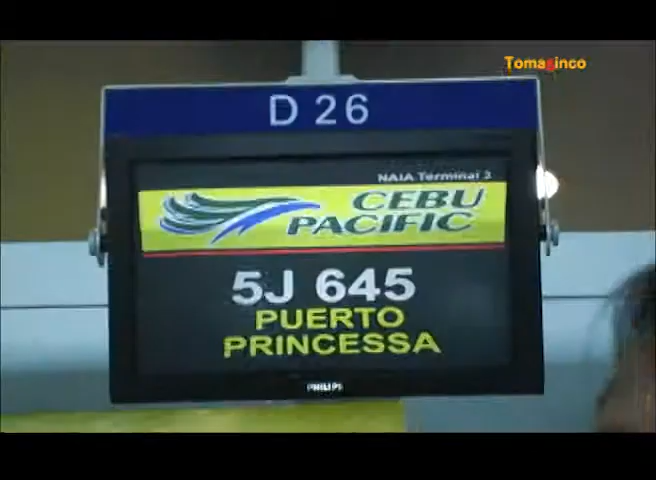 Tomasinco
D 26
NAIA Terminal 3
CEBU
PACIFIC
5J 645
PUERTO
PRINCESSA
PHILIPS